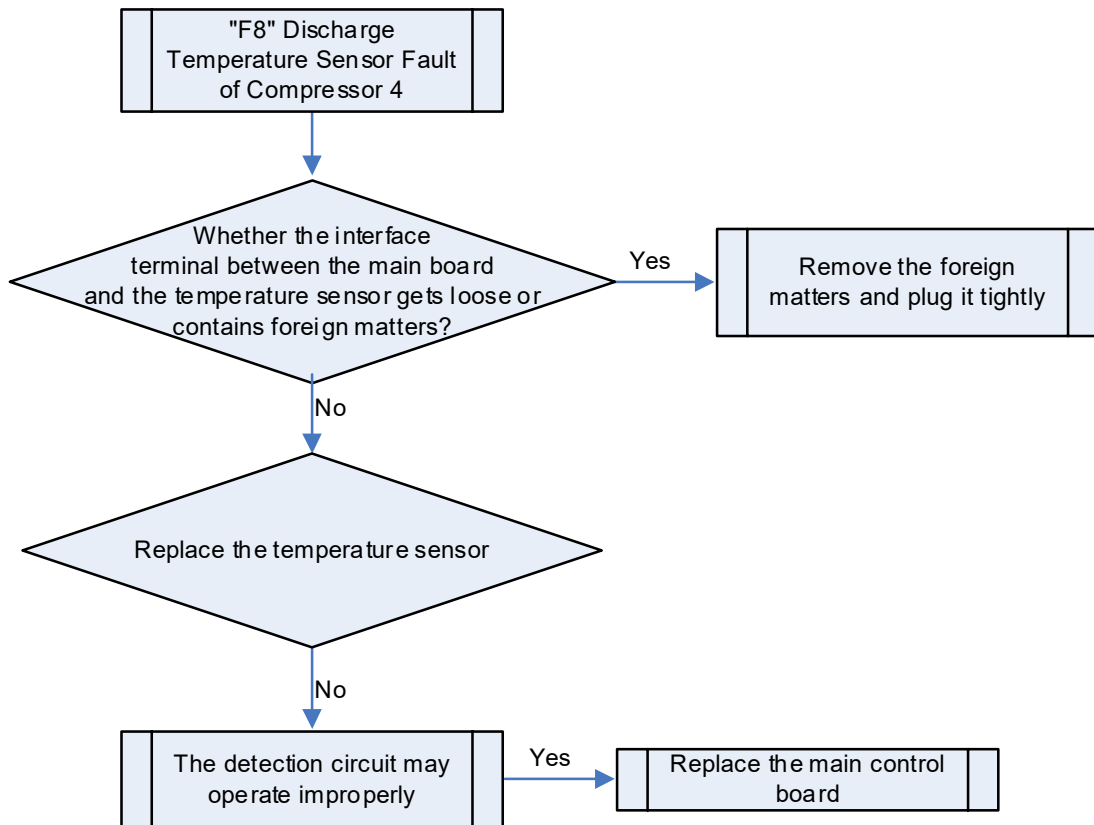 "F8" Discharge
Temperature Sensor Fault
of Compressor 4
Whether the interface
terminal between the main board
and the temperature sensor gets loose or
contains foreign matters?
Yes
Remove the foreign
matters and plug it tightly
No
Replace the temperature sensor
No
The detection circuit may
operate improperly
Yes
Replace the main control
board